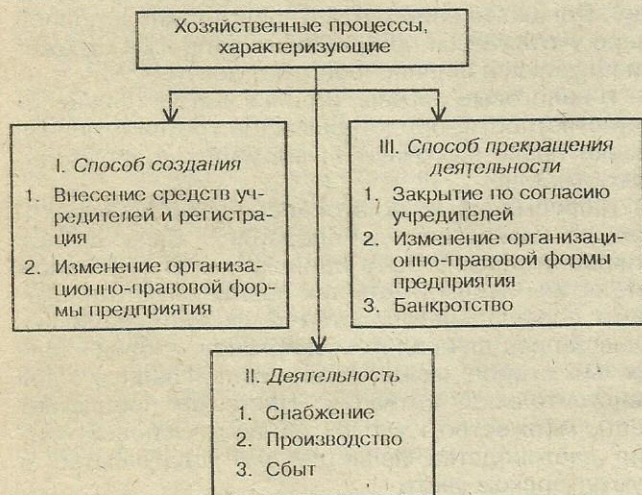 Хозяйственные процессы,
характеризующие
I. Способ создания
1. Внесение средств уч-
редителей и регистра-
ция
2. Изменение организа-
ционно-правовой фор-
мы предприятия
III. Способ прекращения
деятельности
1. Закрытие по согласию
учредителей
2. Изменение организаци-
онно-правовой формы
предприятия
3. Банкротство
II. Деятельность
1. Снабжение
2. Производство
3. Сбыт